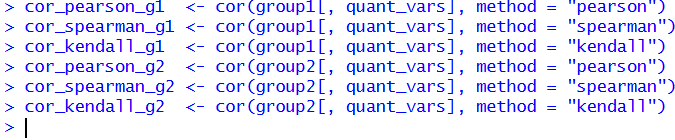 > cor_pearson_g1  <- cor(group1[, quant_vars], method = "pearson")
> cor_spearman_g1 <- cor(group1[, quant_vars], method = "spearman")
> cor_kendall_g1  <- cor(group1[, quant_vars], method = "kendall")
> cor_pearson_g2  <- cor(group2[, quant_vars], method = "pearson")
> cor_spearman_g2 <- cor(group2[, quant_vars], method = "spearman")
> cor_kendall_g2  <- cor(group2[, quant_vars], method = "kendall")
>